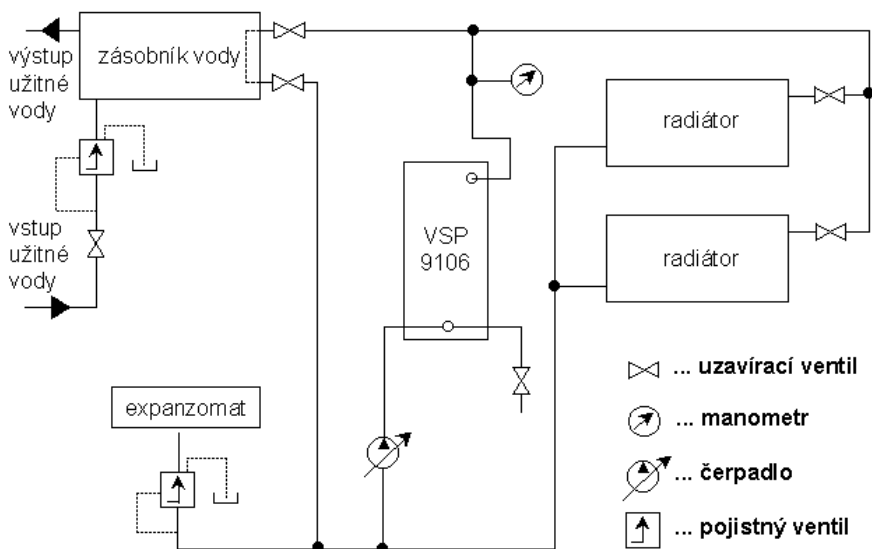 výstup
užitné
vody
zásobník vody
vstup
užitné
vody
VSP
9106
radiátor
radiátor
expanzomat
... uzavírací ventil
... manometr
... čerpadlo
... pojistný ventil